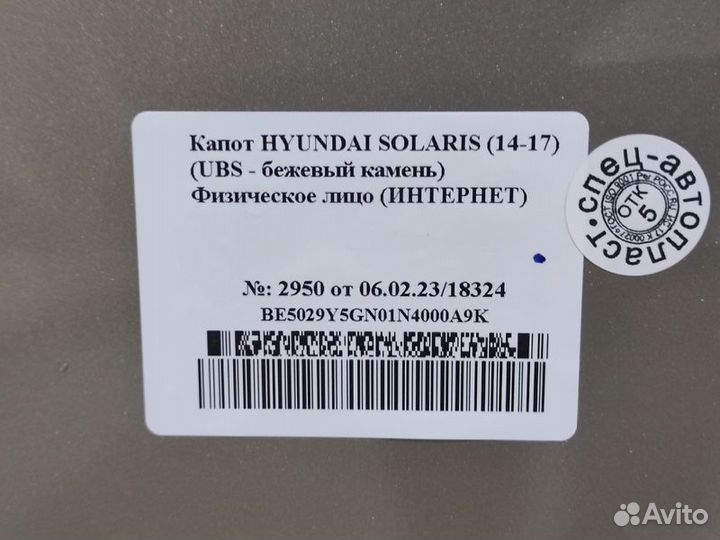 Капот HYUNDAI SOLARIS (14-17)
(UBS - бежевый камень)
Физическое лицо (ИНТЕРНЕТ)
№: 2950 от 06.02.23/18324
BE5029Y5GN01N4000A9K
спец-автопласт
ОТК
5
Avito